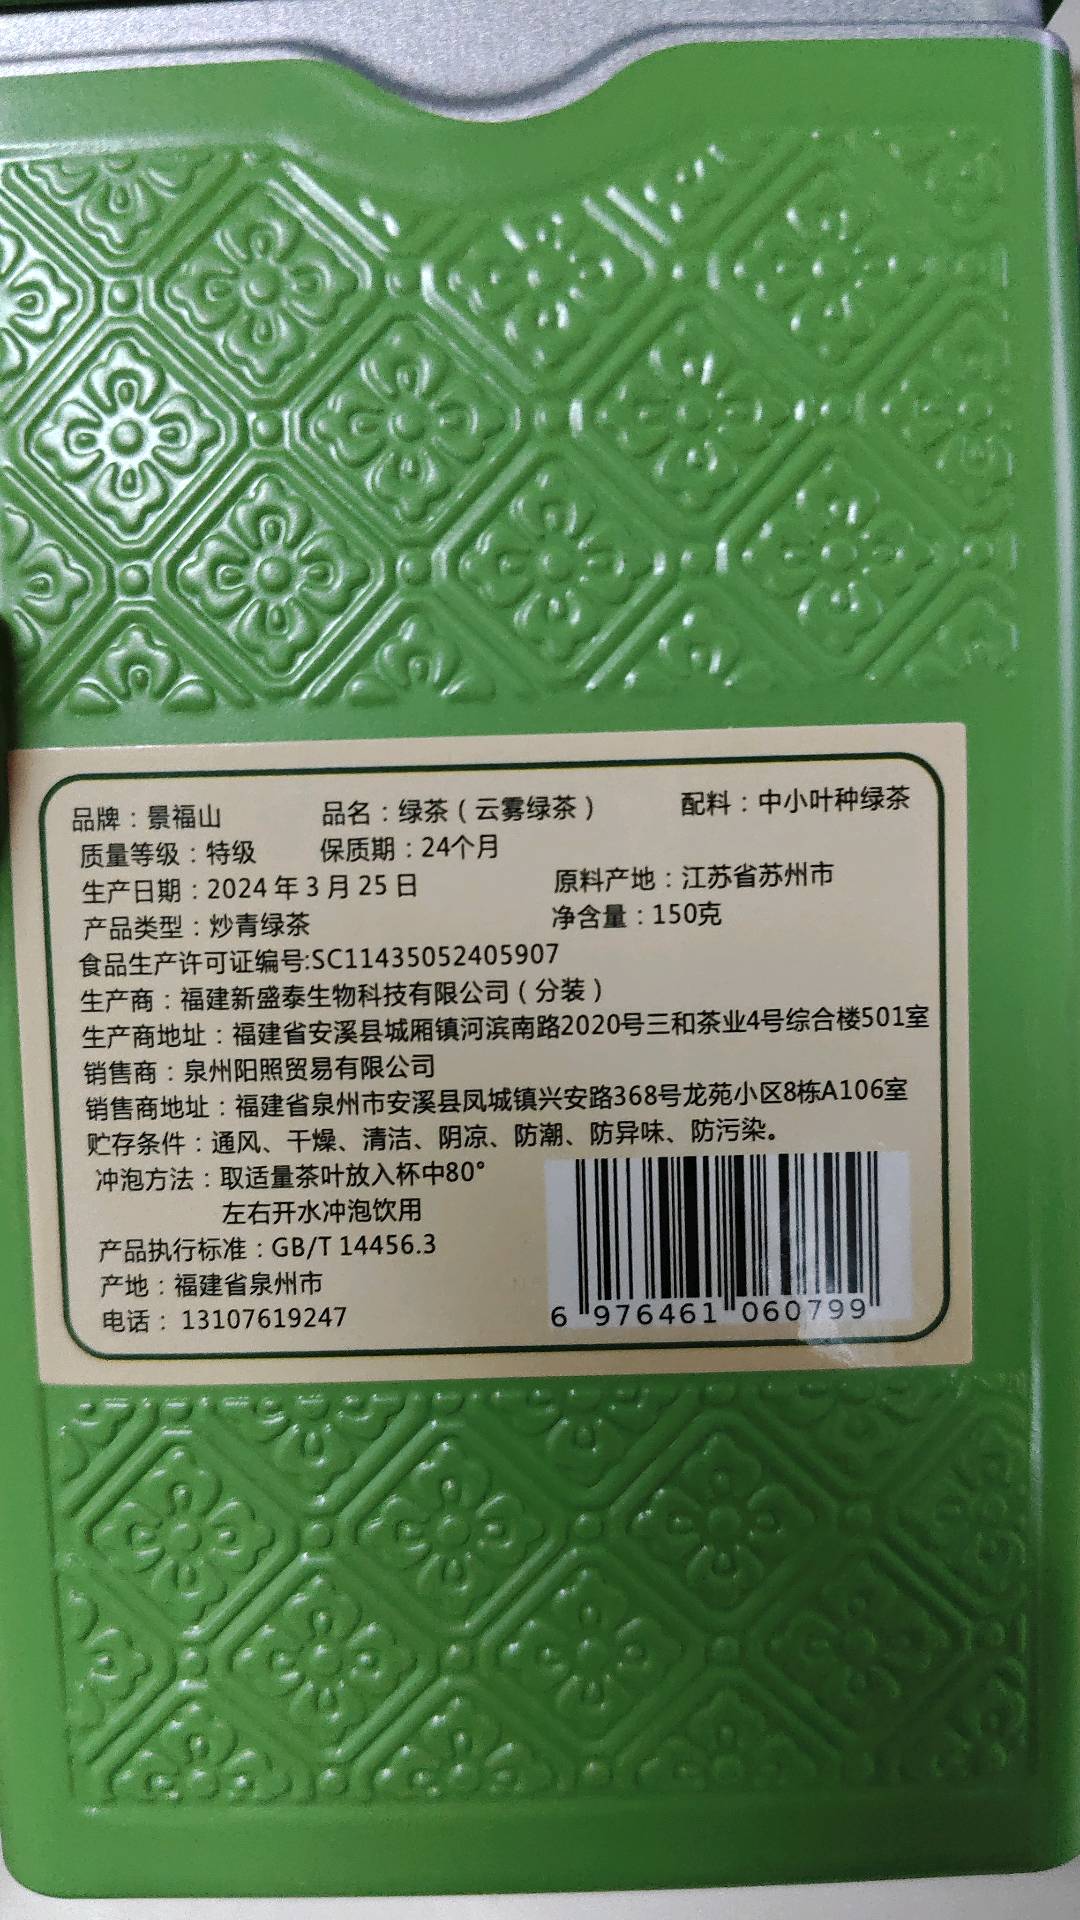 品牌：景福山 品名：绿茶（云雾绿茶） 配料：中小叶种绿茶
质量等级：特级 保质期：24个月
生产日期：2024年3月25日 原料产地：江苏省苏州市
产品类型：炒青绿茶 净含量：150克
食品生产许可证编号:SC11435052405907
生产商：福建新盛泰生物科技有限公司（分装）
生产商地址：福建省安溪县城厢镇河滨南路2020号三和茶业4号综合楼501室
销售商：泉州阳照贸易有限公司
销售商地址：福建省泉州市安溪县凤城镇兴安路368号龙苑小区8栋A106室
贮存条件：通风、干燥、清洁、阴凉、防潮、防异味、防污染。
冲泡方法：取适量茶叶放入杯中80°
左右开水冲泡饮用
产品执行标准：GB/T 14456.3
产地：福建省泉州市
电话：13107619247
6 976461 060799